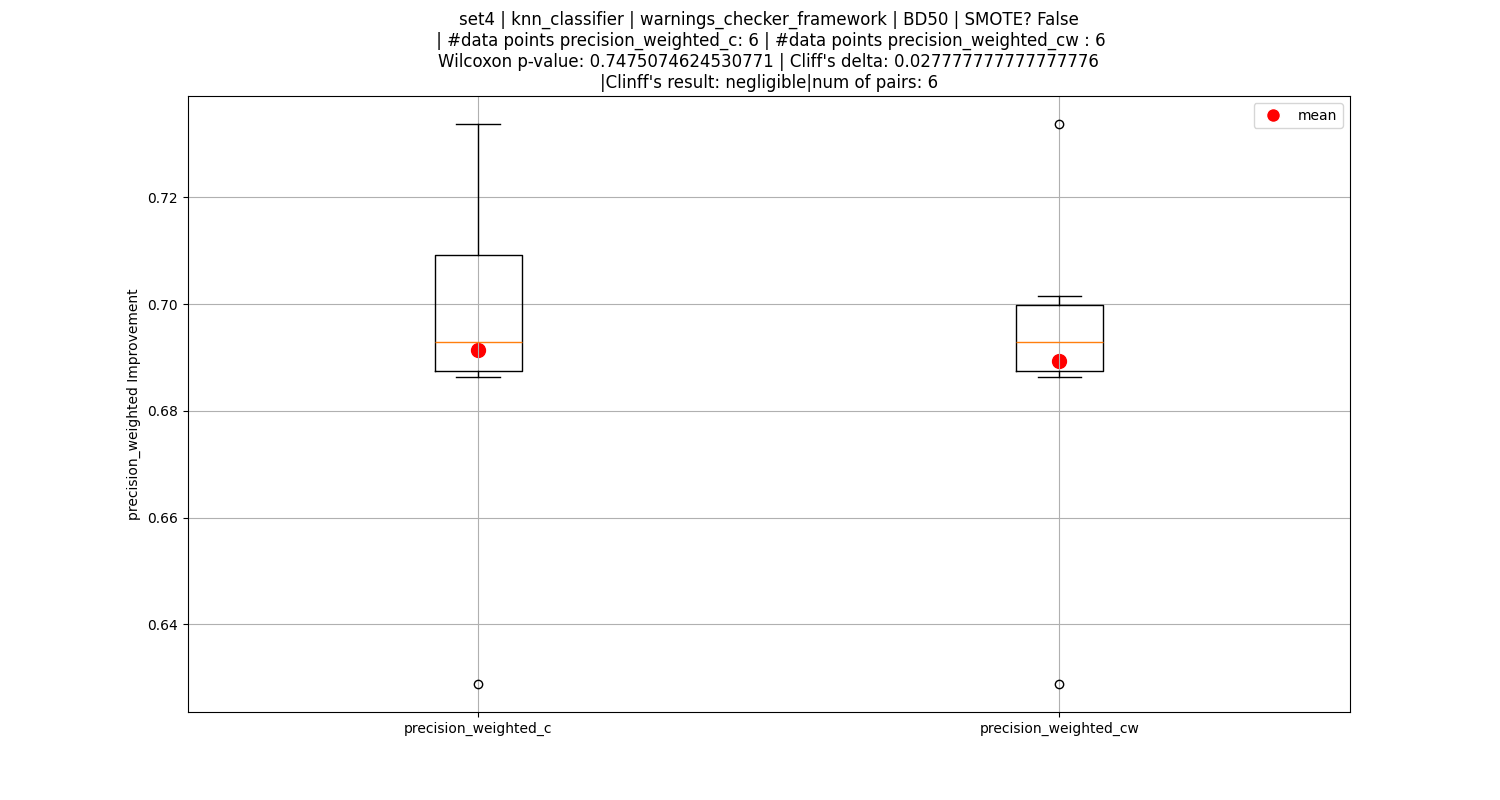 set4 | knn_classifier | warnings_checker_framework | BD50 | SMOTE? False
| #data points precision_weighted_c: 6 | #data points precision_weighted_cw : 6
Wilcoxon p-value: 0.7475074624530771 | Cliff's delta: 0.027777777777777776
|Clinff's result: negligible|num of pairs: 6
mean
0.72
0.70
0.68
0.66
0.64
precision_weighted Improvement
precision_weighted_c
precision_weighted_cw